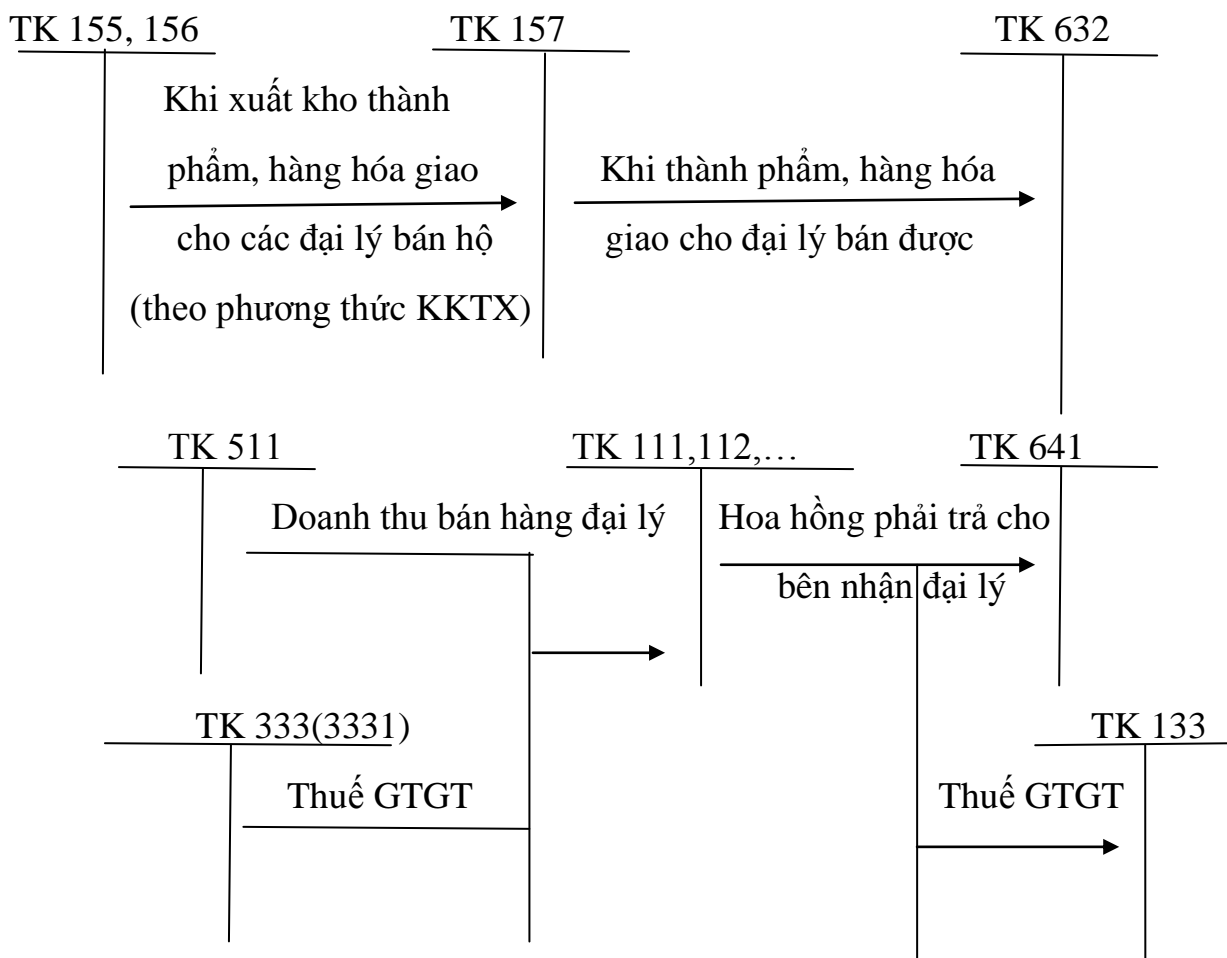 TK 155, 156
TK 157
TK 632
Khi xuất kho thành
phẩm, hàng hóa giao
cho các đại lý bán hộ
(theo phương thức KKTX)
Khi thành phẩm, hàng hóa
giao cho đại lý bán được
TK 511
TK 111,112,…
TK 641
Doanh thu bán hàng đại lý
Hoa hồng phải trả cho
bên nhận đại lý
TK 333(3331)
TK 133
Thuế GTGT
Thuế GTGT